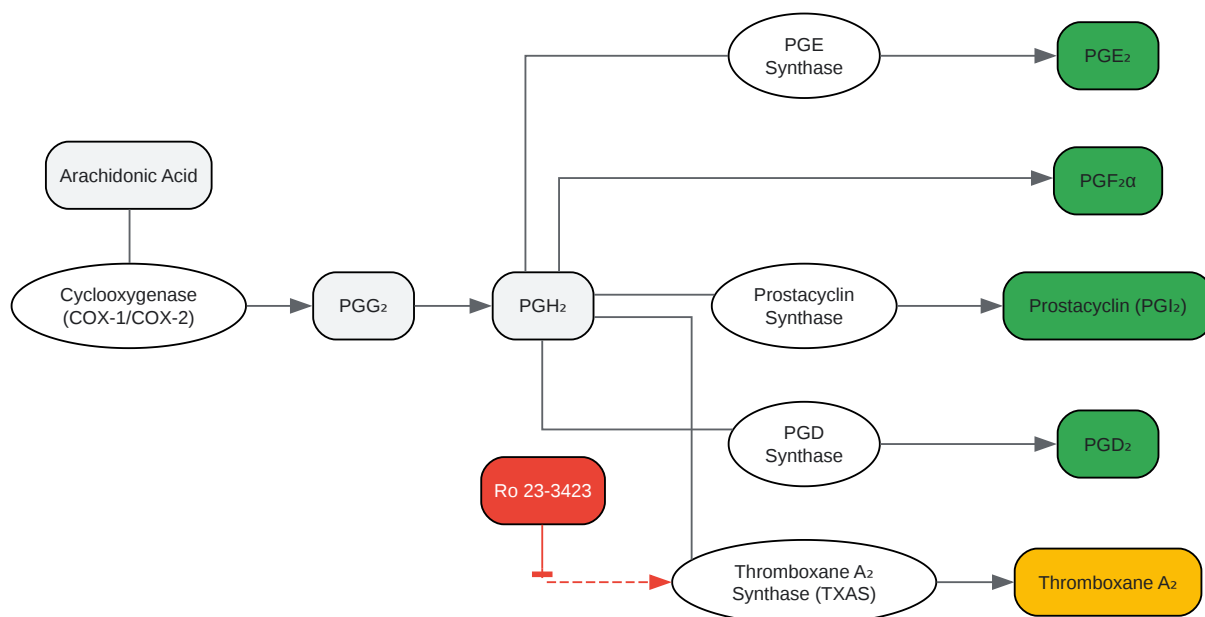 PGE
Synthase
PGE₂
Arachidonic Acid
PGF₂α
Cyclooxygenase
(COX-1/COX-2)
PGG₂
PGH₂
Prostacyclin
Synthase
Prostacyclin (PGI₂)
PGD
Synthase
PGD₂
Ro 23-3423
Thromboxane A₂
Synthase (TXAS)
Thromboxane A₂